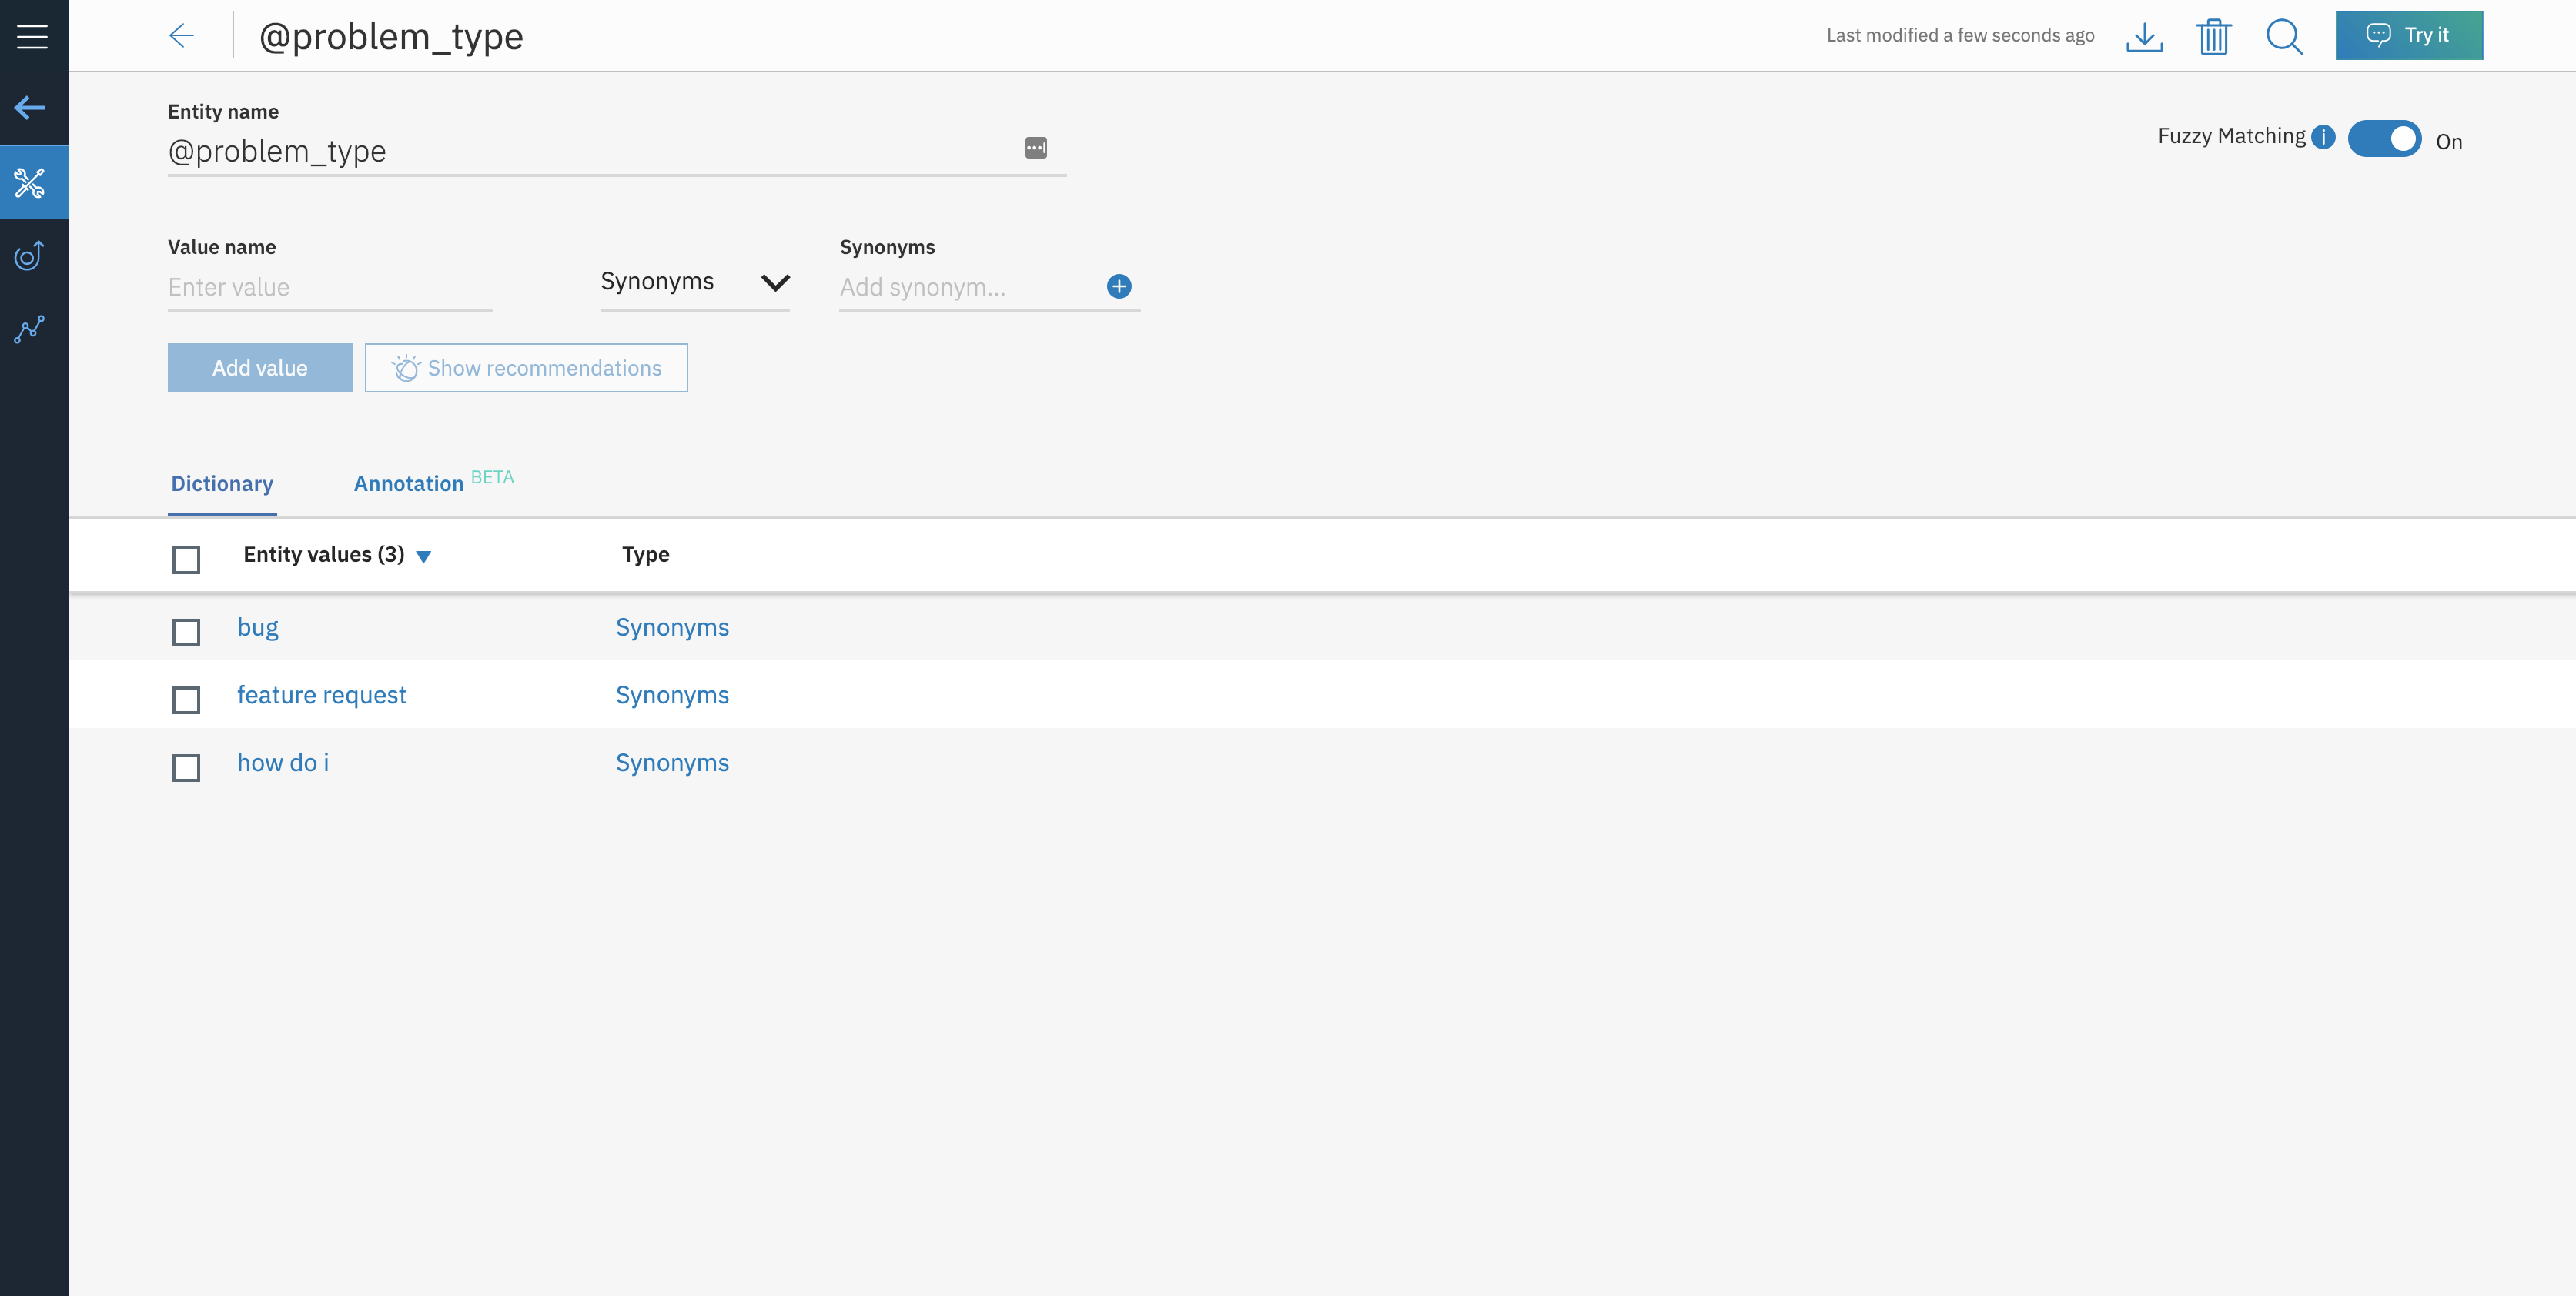 @problem_type
Last modified a few seconds ago
Try it
Entity name
@problem_type
Fuzzy Matching i On
Value name
Enter value
Synonyms
Synonyms
Add synonym...
Add value
Show recommendations
Dictionary
Annotation BETA
Entity values (3) Type
bug Synonyms
feature request Synonyms
how do i Synonyms